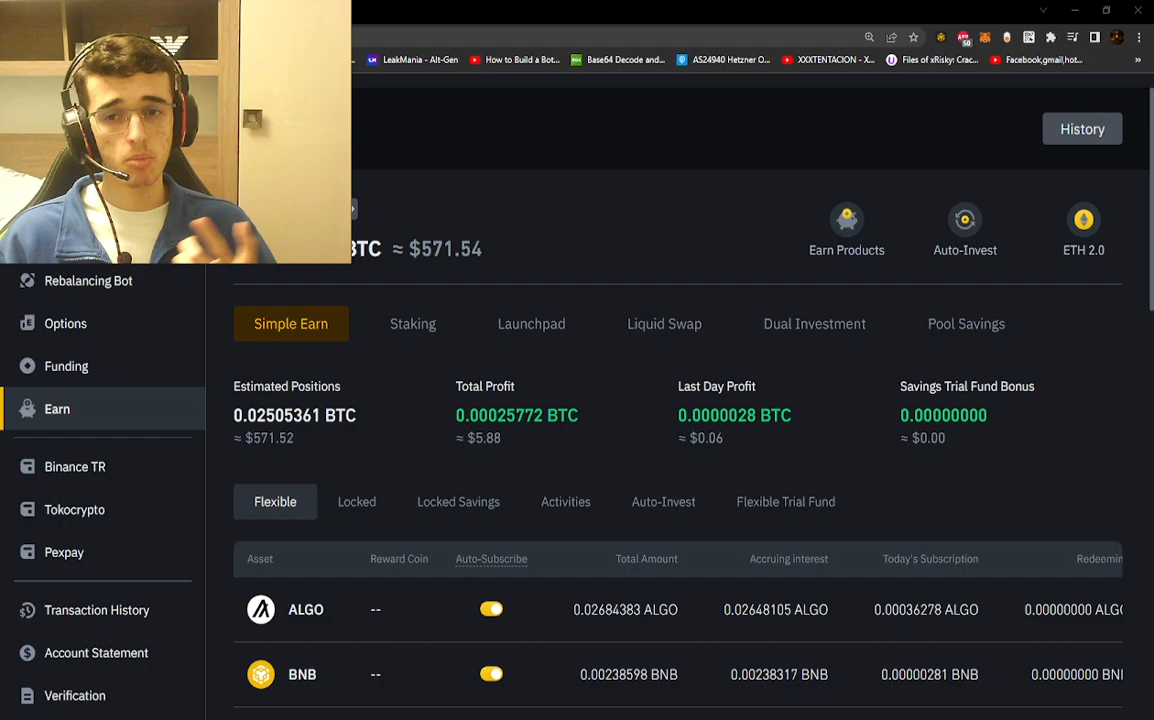 50
LeakMania - Alt-Gen
How to Build a Bot...
Base64 Decode and...
AS24940 Hetzner O...
XXXTENTACION - X...
Files of xRisky: Crac...
Facebook,gmail,hot...
»
History
BTC ≈ $571.54
Earn Products
Auto-Invest
ETH 2.0
Rebalancing Bot
Options
Funding
Earn
Binance TR
Tokocrypto
Pexpay
Transaction History
Account Statement
Verification
Simple Earn
Staking
Launchpad
Liquid Swap
Dual Investment
Pool Savings
Estimated Positions
0.02505361 BTC
≈ $571.52
Total Profit
0.00025772 BTC
≈ $5.88
Last Day Profit
0.0000028 BTC
≈ $0.06
Savings Trial Fund Bonus
0.00000000
≈ $0.00
Flexible
Locked
Locked Savings
Activities
Auto-Invest
Flexible Trial Fund
Asset Reward Coin Auto-Subscribe Total Amount Accruing interest Today's Subscription Redeemin
ALGO -- 0.02684383 ALGO 0.02648105 ALGO 0.00036278 ALGO 0.00000000 ALG
BNB -- 0.00238598 BNB 0.00238317 BNB 0.00000281 BNB 0.00000000 BN